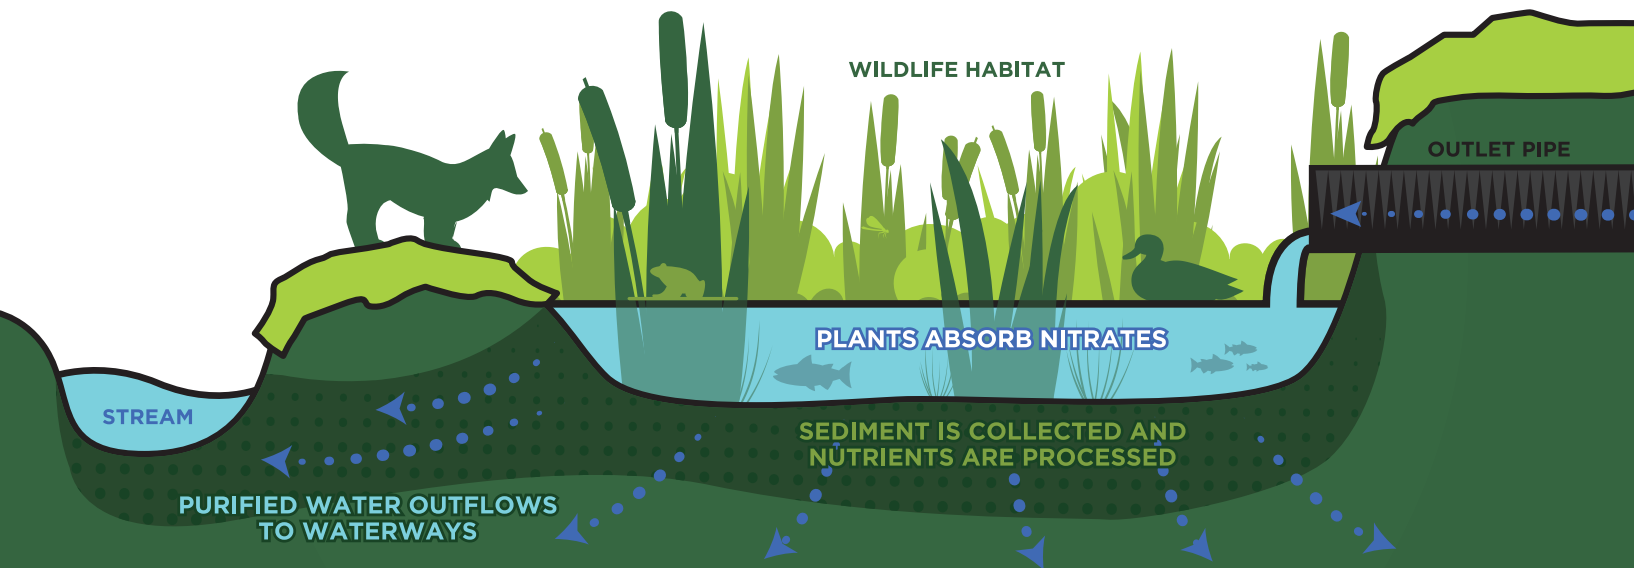 WILDLIFE HABITAT
OUTLET PIPE
PLANTS ABSORB NITRATES
STREAM
SEDIMENT IS COLLECTED AND
NUTRIENTS ARE PROCESSED
PURIFIED WATER OUTFLOWS
TO WATERWAYS